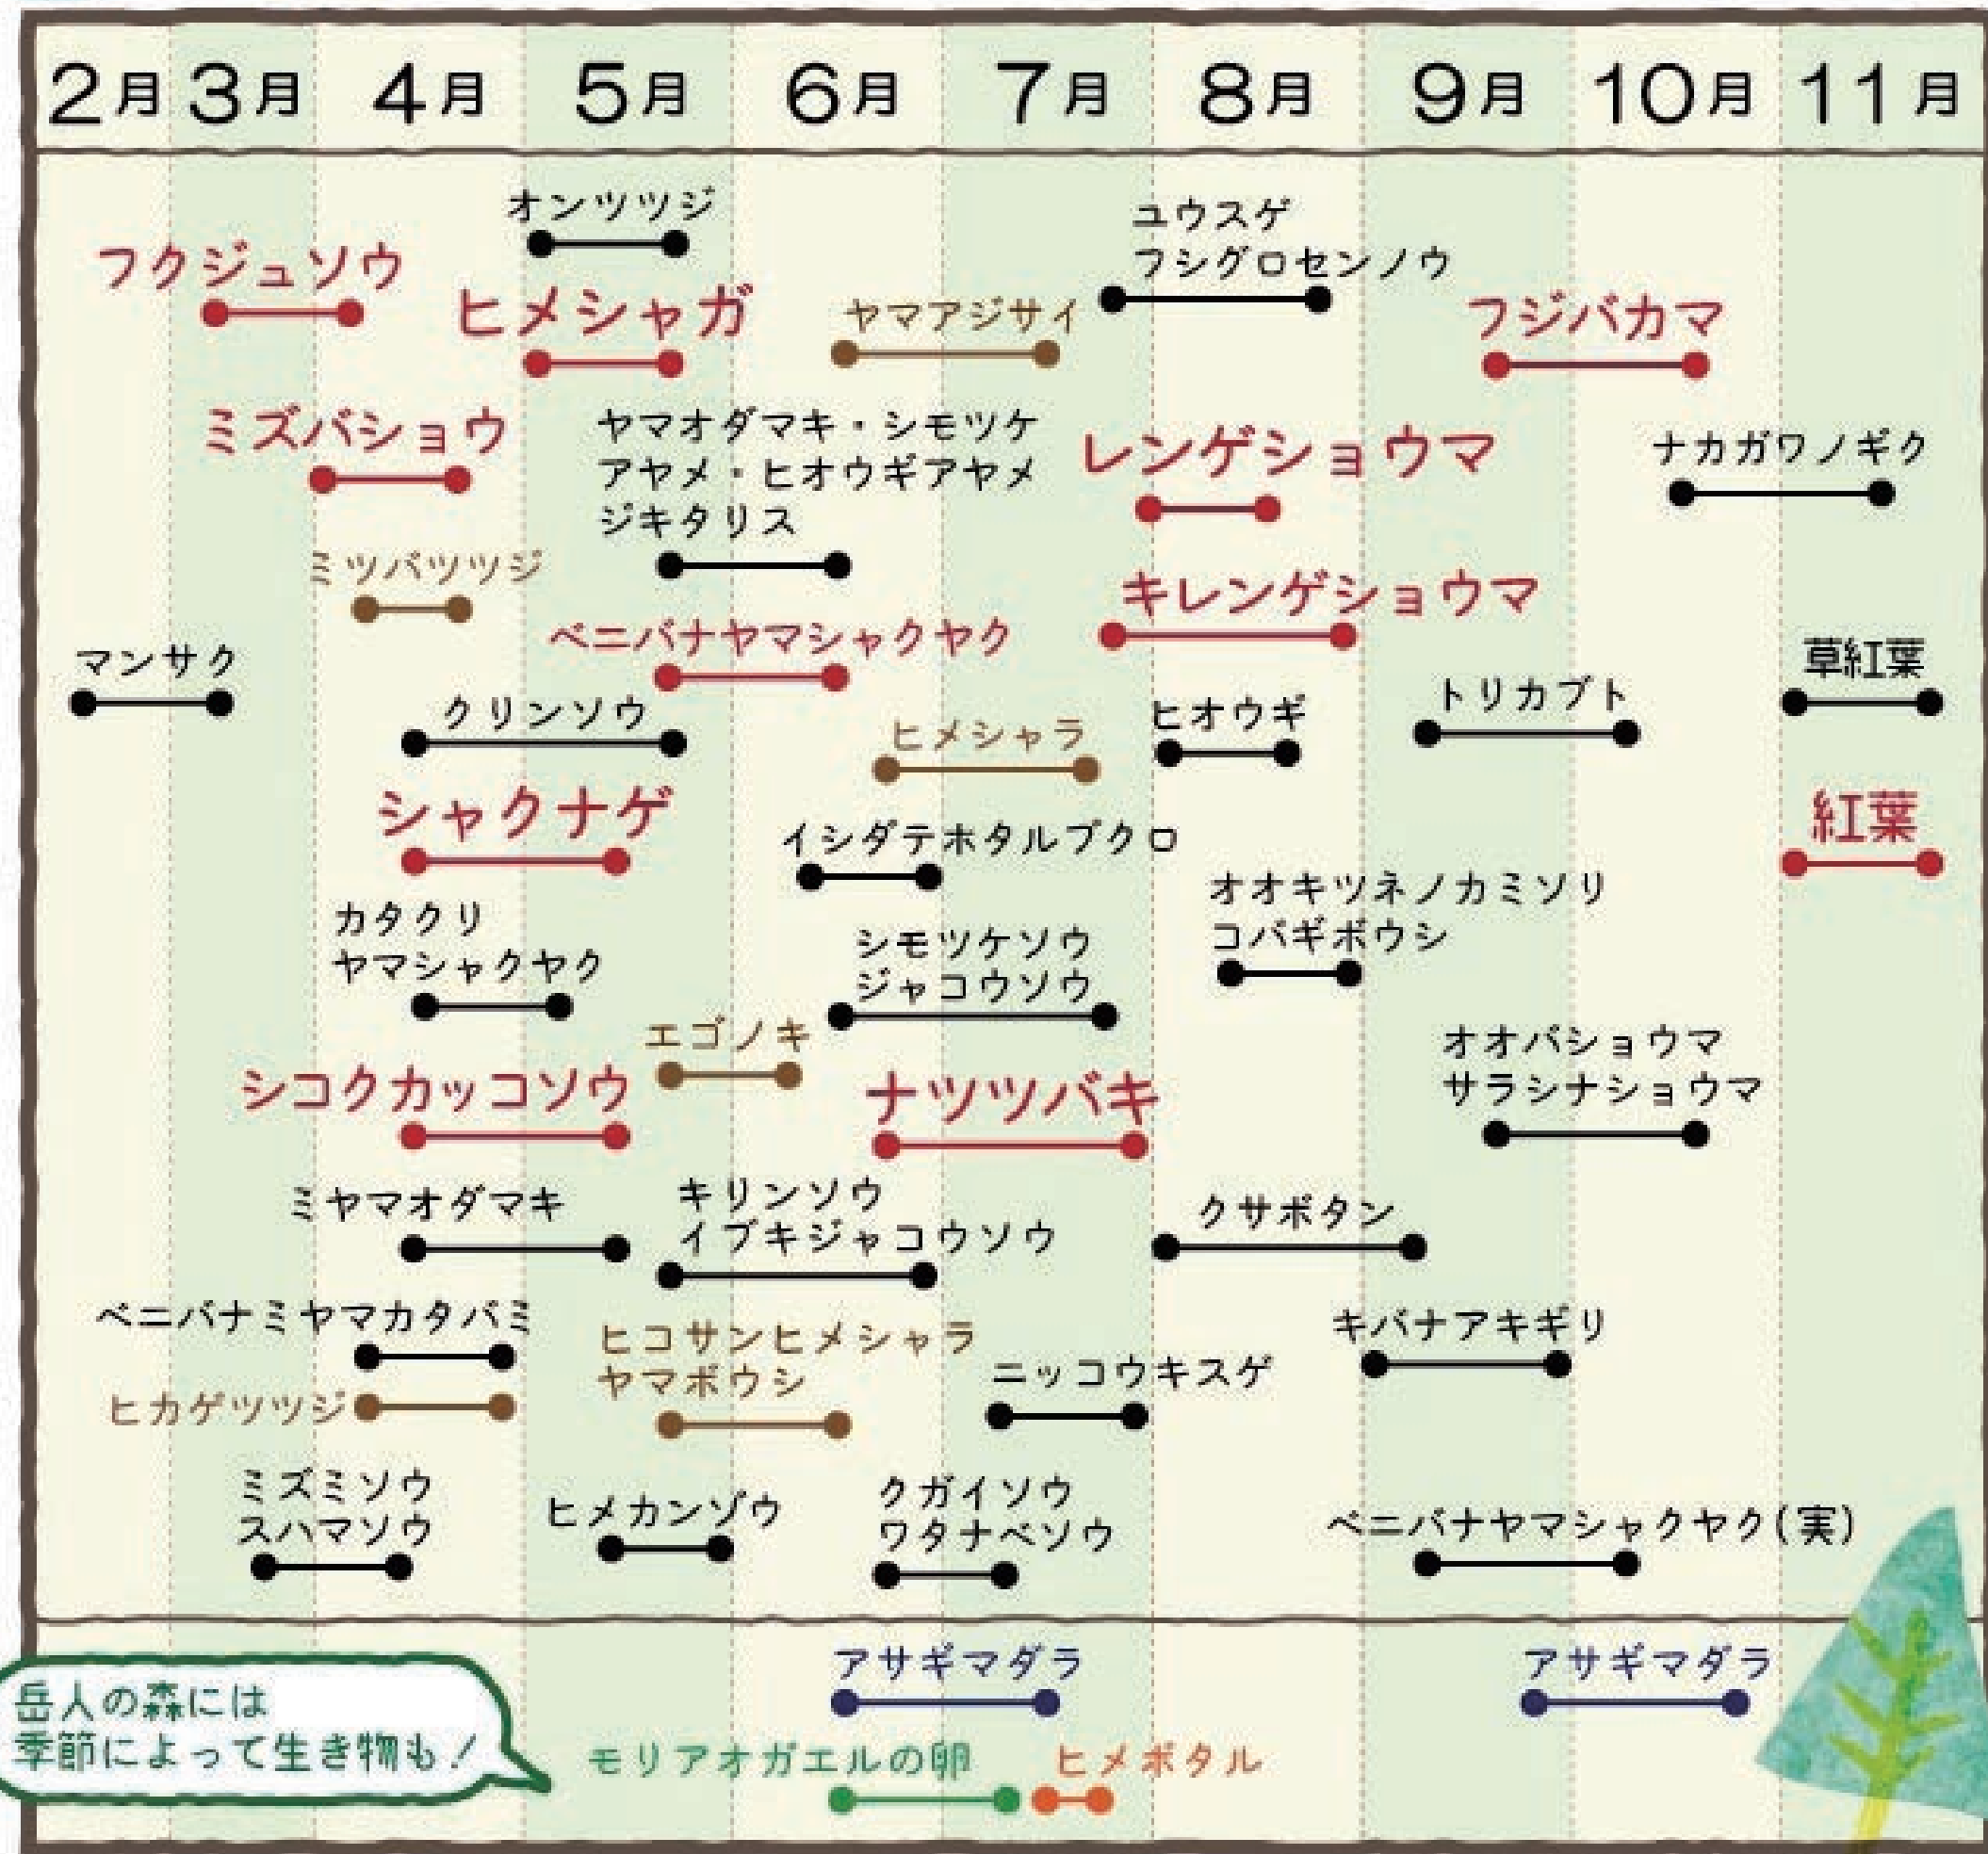 2月 3月 4月 5月 6月 7月 8月 9月 10月 11月
オンツツジ
ユウスゲ
フシグロセンノウ
フクジュソウ
ヒメシャガ
ヤマアジサイ
フジバカマ
ミズバショウ
ヤマオダマキ・シモツケ
アヤメ・ヒオウギアヤメ
ジキタリス
レンゲショウマ
ナカガワノギク
ミツバツツジ
キレンゲショウマ
ベニバナヤマシャクヤク
マンサク
草紅葉
クリンソウ
ヒメシャラ
ヒオウギ
トリカブト
シャクナゲ
イシダテホタルブクロ
紅葉
カタクリ
ヤマシャクヤク
シモツケソウ
ジャコウソウ
オオキツネノカミソリ
コバギボウシ
エゴノキ
シコクカッコソウ
ナツツバキ
オオバショウマ
サラシナショウマ
ミヤマオダマキ
キリンソウ
イブキジャコウソウ
クサボタン
ベニバナミヤマカタバミ
ヒコサンヒメシャラ
ヤマボウシ
キバナアキギリ
ヒカゲツツジ
ニッコウキスゲ
ミズミソウ
スハマソウ
ヒメカンゾウ
クガイソウ
ワタナベソウ
ベニバナヤマシャクヤク(実)
アサギマダラ
アサギマダラ
岳人の森には
季節によって生き物も!
モリアオガエルの卵
ヒメボタル